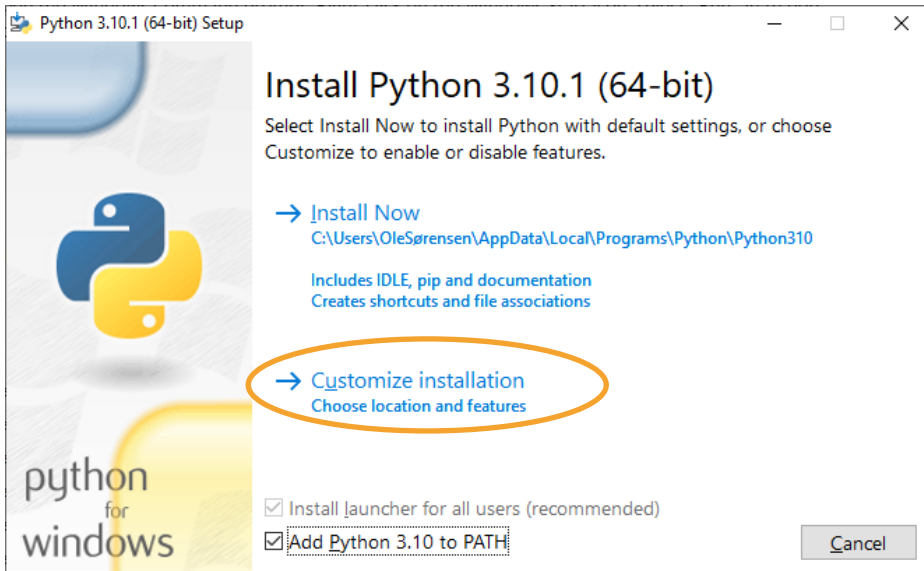 Python 3.10.1 (64-bit) Setup
Install Python 3.10.1 (64-bit)
Select Install Now to install Python with default settings, or choose
Customize to enable or disable features.
Install Now
C:\Users\OleSørensen\AppData\Local\Programs\Python\Python310
Includes IDLE, pip and documentation
Creates shortcuts and file associations
Customize installation
Choose location and features
python
for
windows
Install launcher for all users (recommended)
Add Python 3.10 to PATH
Cancel